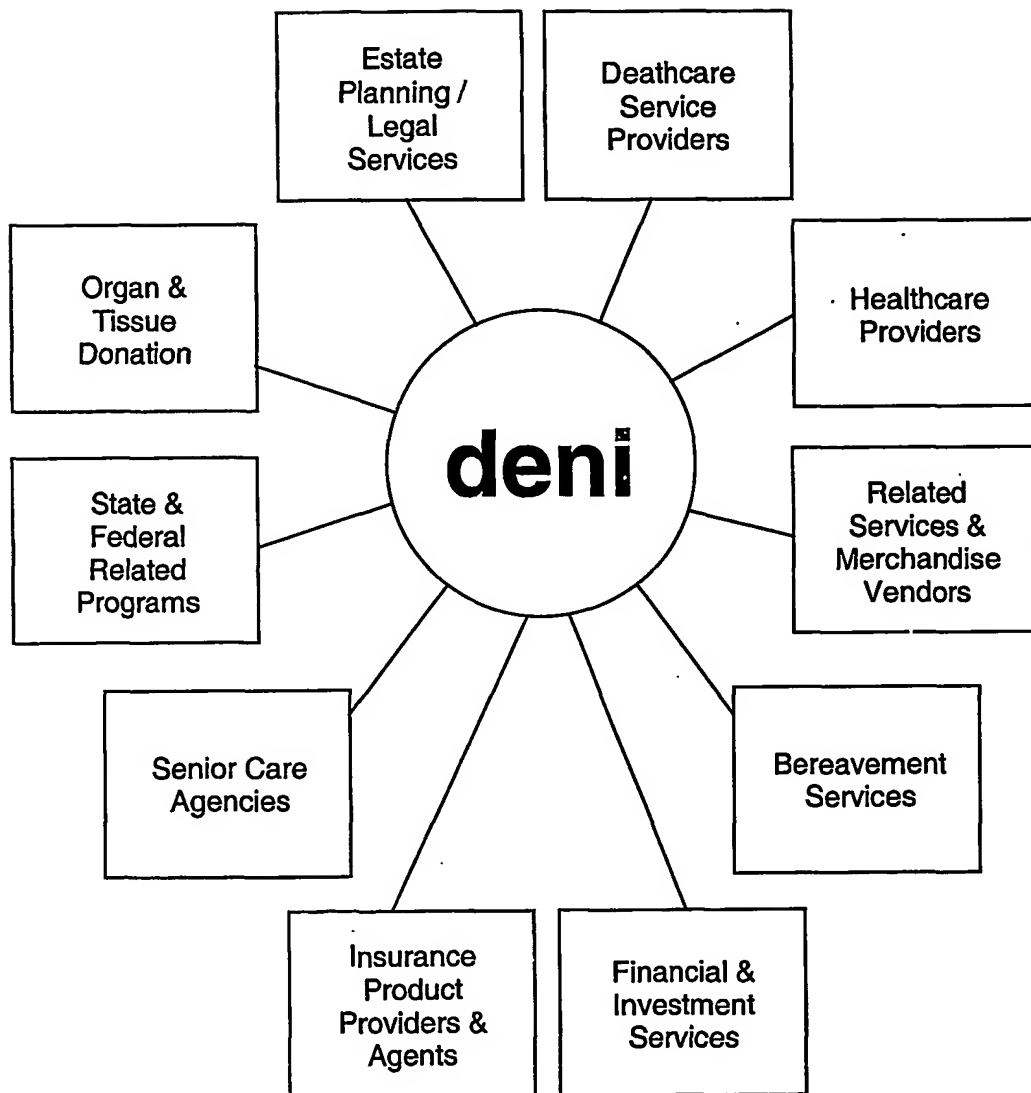 Estate
Planning /
Legal
Services
Deathcare
Service
Providers
Organ &
Tissue
Donation
Healthcare
Providers
deni
State &
Federal
Related
Programs
Related
Services &
Merchandise
Vendors
Senior Care
Agencies
Bereavement
Services
Insurance
Product
Providers &
Agents
Financial &
Investment
Services